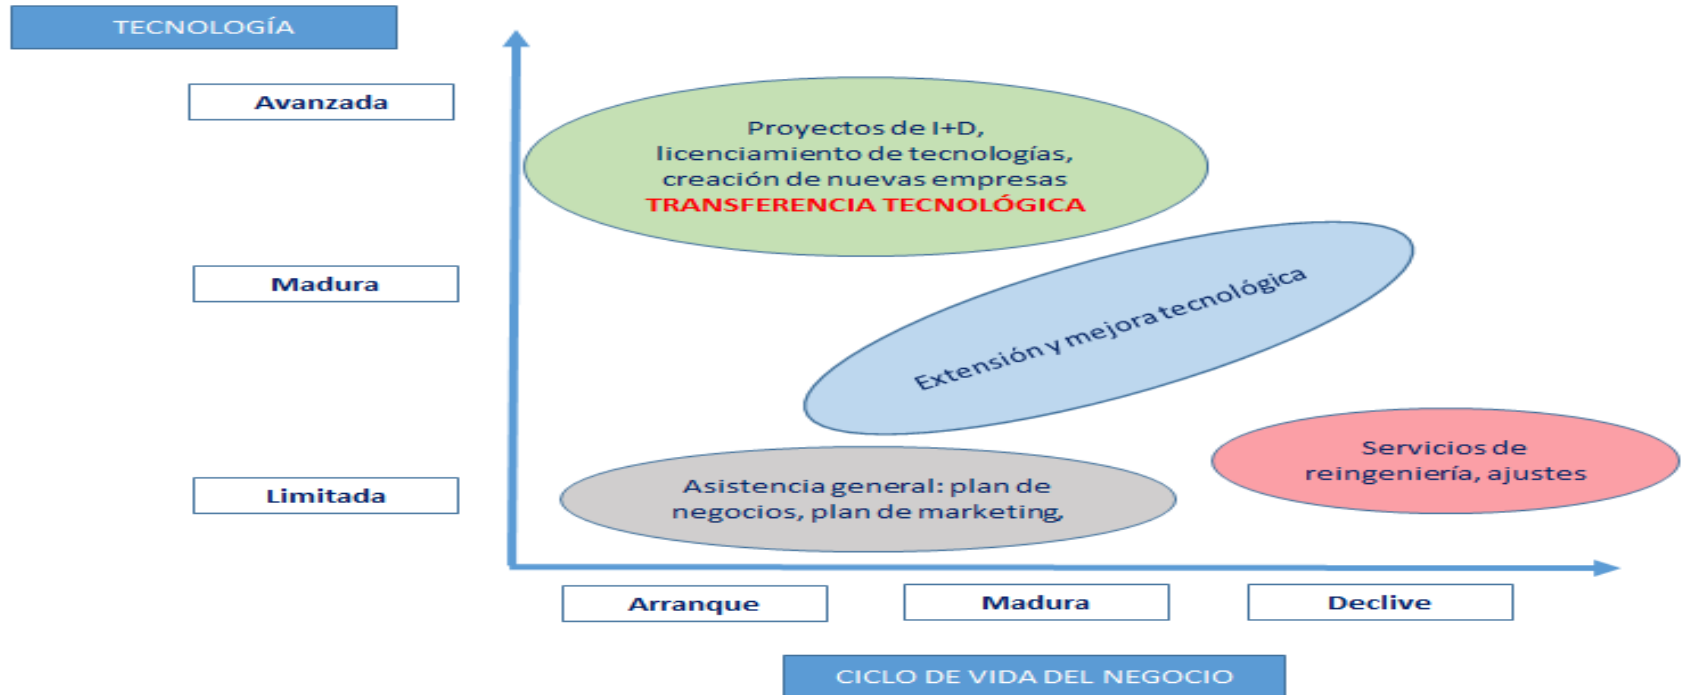 TECNOLOGÍA
Avanzada
Proyectos de I+D,
licenciamiento de tecnologías,
creación de nuevas empresas
TRANSFERENCIA TECNOLÓGICA
Madura
Extensión y mejora tecnológica
Limitada
Asistencia general: plan de
negocios, plan de marketing,
Servicios de
reingeniería, ajustes
Arranque
Madura
Declive
CICLO DE VIDA DEL NEGOCIO